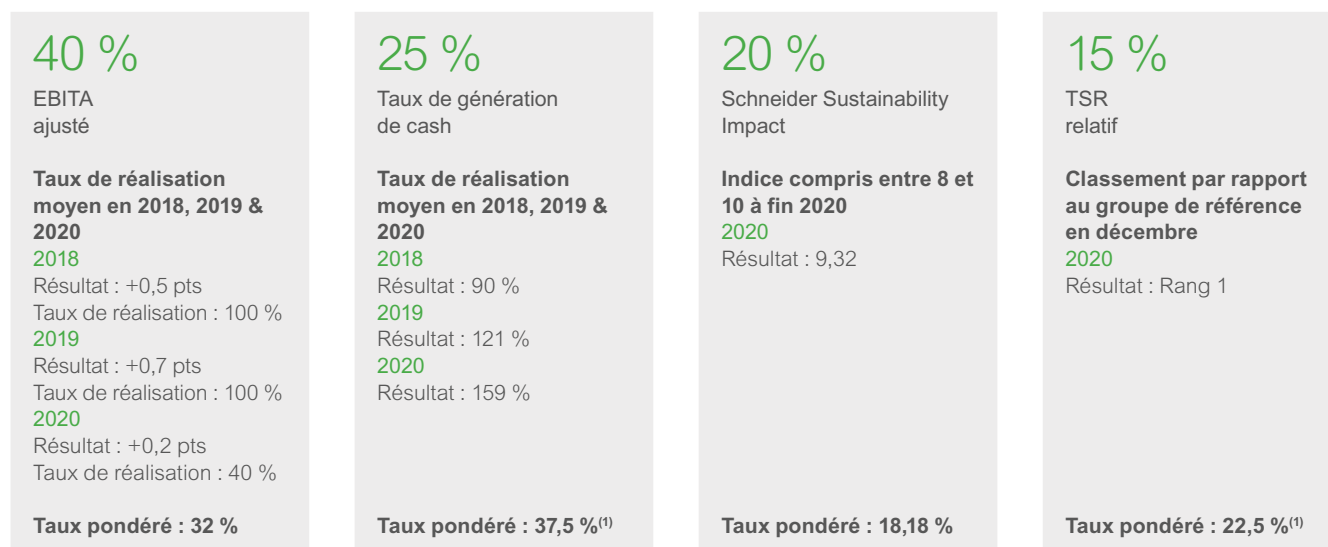 40 %
EBITA
ajusté
Taux de réalisation
moyen en 2018, 2019 &
2020
2018
Résultat : +0,5 pts
Taux de réalisation : 100 %
2019
Résultat : +0,7 pts
Taux de réalisation : 100 %
2020
Résultat : +0,2 pts
Taux de réalisation : 40 %
Taux pondéré : 32 %
25 %
Taux de génération
de cash
Taux de réalisation
moyen en 2018, 2019 &
2020
2018
Résultat : 90 %
2019
Résultat : 121 %
2020
Résultat : 159 %
Taux pondéré : 37,5 %(1)
20 %
Schneider Sustainability
Impact
Indice compris entre 8 et
10 à fin 2020
2020
Résultat : 9,32
Taux pondéré : 18,18 %
15 %
TSR
relatif
Classement par rapport
au groupe de référence
en décembre
2020
Résultat : Rang 1
Taux pondéré : 22,5 %(1)